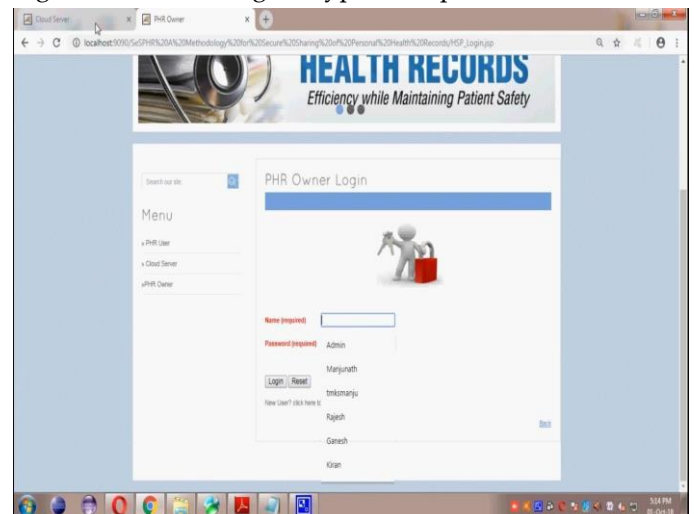 Cloud Server
PHR Owner
localhost:9090/SeSPHR%20A%20Methodology%20for%20Secure%20Sharing%20of%20Personal%20Health%20Records/HSP_Login.jsp
HEALTH RECORDS
Efficiency while Maintaining Patient Safety
Search our site
PHR Owner Login
Menu
» PHR User
» Cloud Server
»PHR Owner
Name (required)
Password (required)
Admin
Manjunath
Login Reset
tmksmanju
New User? click here to
Rajesh
Back
Ganesh
Kiran
5:14 PM
01-Oct-18